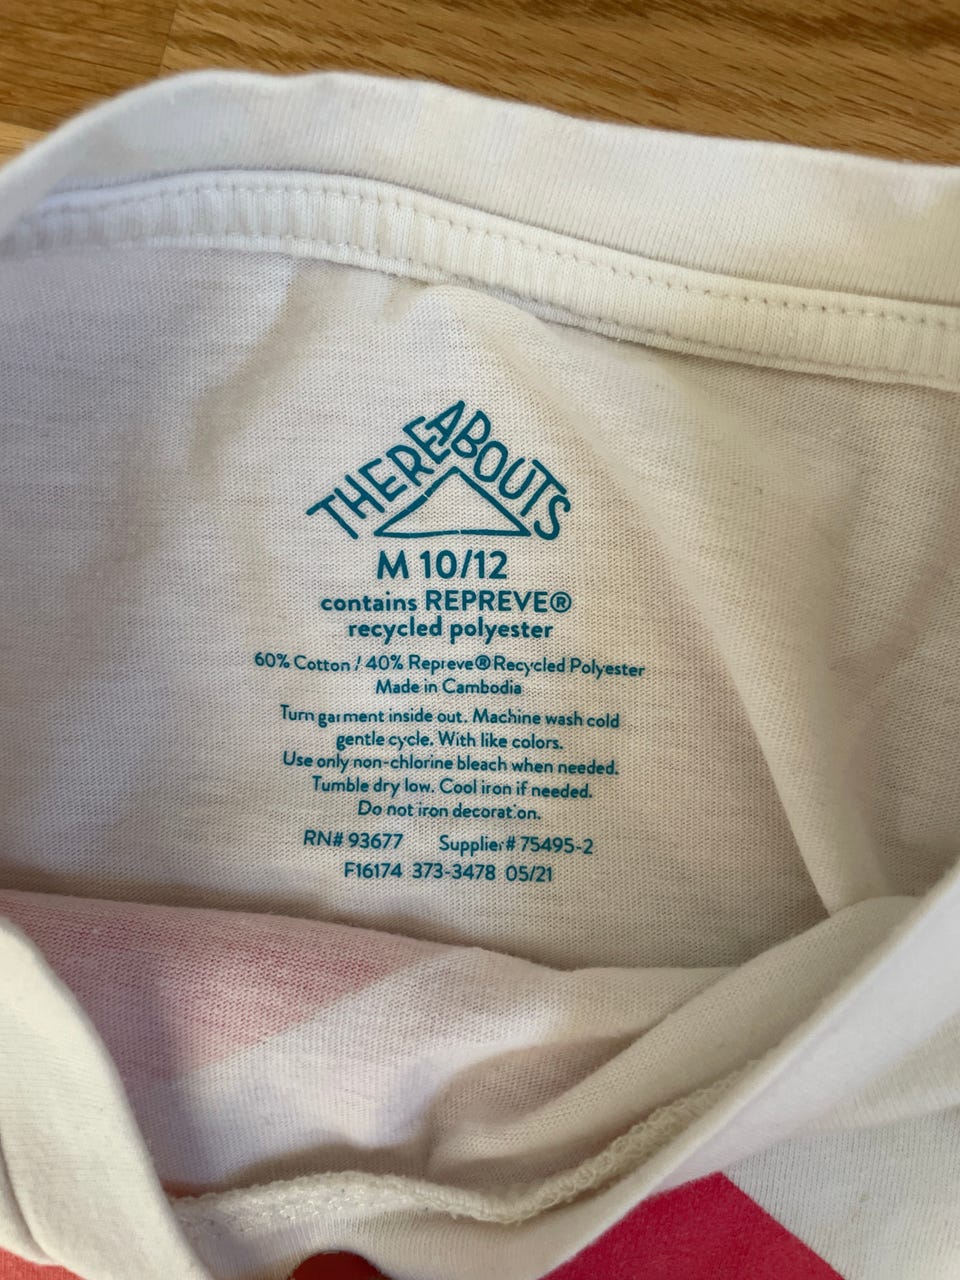 THEREABOUTS
M 10/12
contains REPREVE®
recycled polyester
60% Cotton / 40% Repreve® Recycled Polyester
Made in Cambodia
Turn garment inside out. Machine wash cold
gentle cycle. With like colors.
Use only non-chlorine bleach when needed.
Tumble dry low. Cool iron if needed.
Do not iron decoration.
RN# 93677 Supplier# 75495-2
F16174 373-3478 05/21